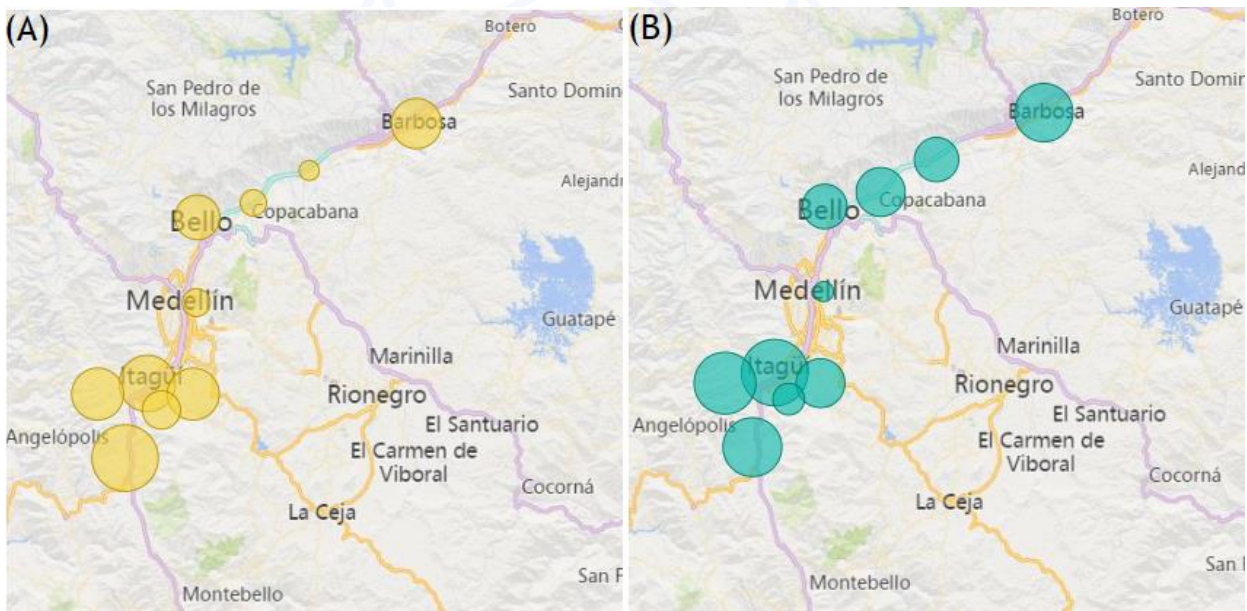 (A)
Botero
San Pedro de
los Milagros
Santo Domin
Barbosa
Alejandr
Copacabana
Bello
Medellín
Guatapé
Marinilla
Itagüí
Rionegro
El Santuario
Angelópolis
El Carmen de
Viboral
Cocorná
La Ceja
San F
Montebello
(B)
Botero
San Pedro de
los Milagros
Santo Domin
Barbosa
Alejand
Copacabana
Bello
Medellín
Guatapé
Marinilla
Itagüí
Rionegro
El Santuario
Angelópolis
El Carmen de
Viboral
Cocorná
La Ceja
San
Montebello